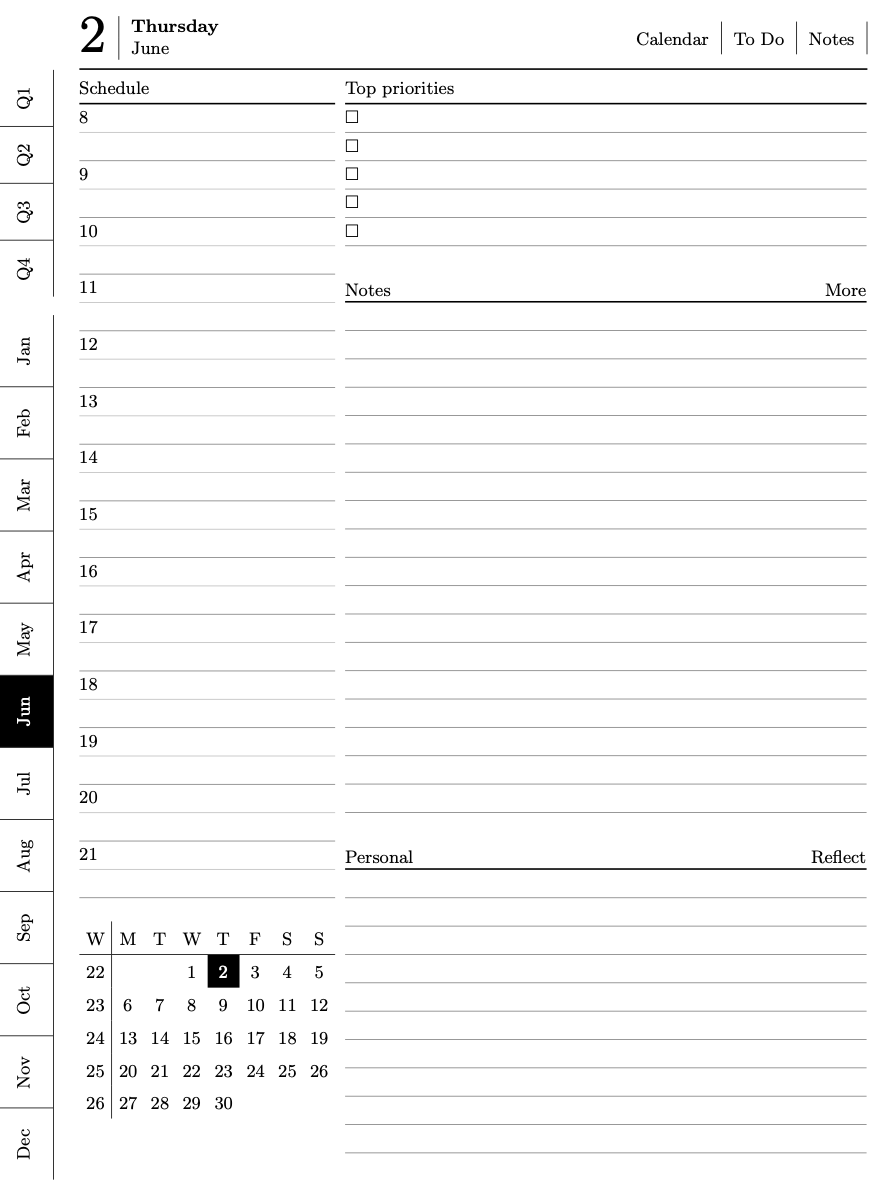 2
Thursday
June
Calendar To Do Notes
Q1
Q2
Q3
Q4
Jan
Feb
Mar
Apr
May
Jun
Jul
Aug
Sep
Oct
Nov
Dec
Schedule
8
9
10
11
12
13
14
15
16
17
18
19
20
21
W M T W T F S S
22 1 2 3 4 5
23 6 7 8 9 10 11 12
24 13 14 15 16 17 18 19
25 20 21 22 23 24 25 26
26 27 28 29 30
Top priorities
Notes More
Personal Reflect